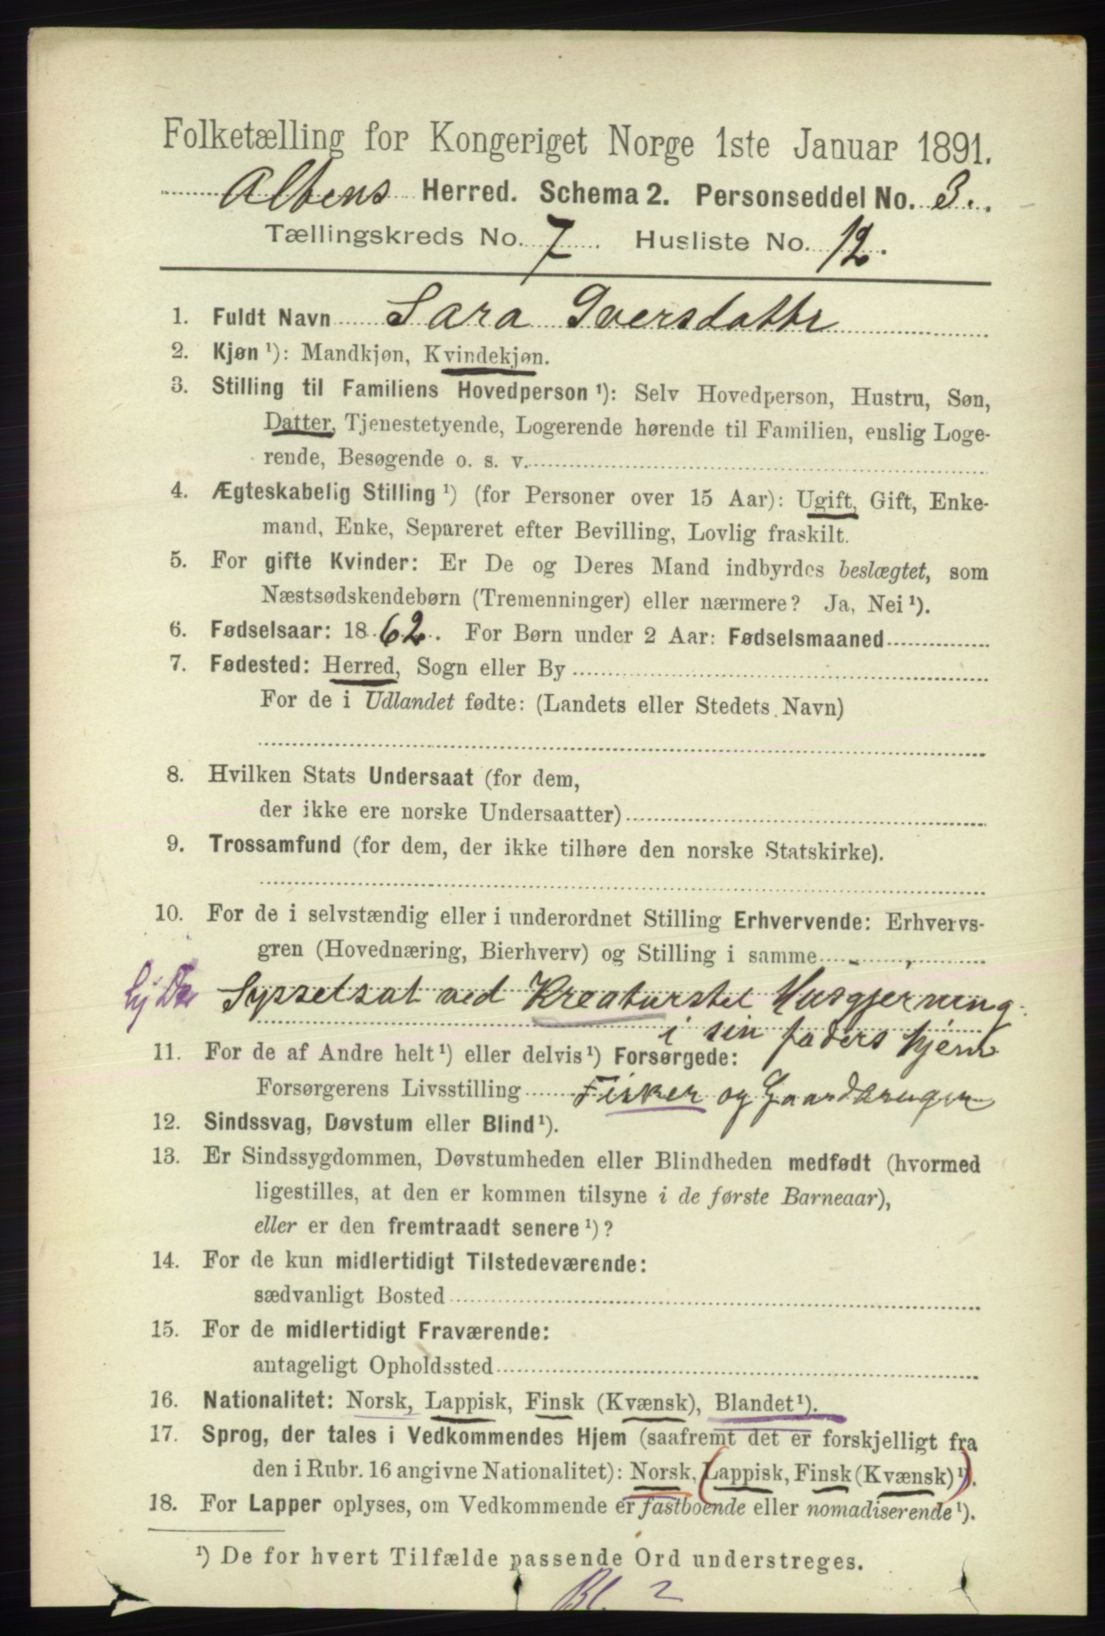 Folketælling for Kongeriget Norge 1ste Januar 1891.
Altens Herred. Schema 2. Personseddel No. 3.
Tællingskreds No. 7. Husliste No. 12.
1. Fuldt Navn Sara Iversdatter
2. Kjøn ¹): Mandkjøn, Kvindekjøn.
3. Stilling til Familiens Hovedperson ¹): Selv Hovedperson, Hustru, Søn,
Datter, Tjenestetyende, Logerende hørende til Familien, enslig Loge-
rende, Besøgende o. s. v.
4. Ægteskabelig Stilling ¹) (for Personer over 15 Aar): Ugift, Gift, Enke-
mand, Enke, Separeret efter Bevilling, Lovlig fraskilt.
5. For gifte Kvinder: Er De og Deres Mand indbyrdes beslægtet, som
Næstsødskendebørn (Tremenninger) eller nærmere? Ja, Nei ¹).
6. Fødselsaar: 1862. For Børn under 2 Aar: Fødselsmaaned
7. Fødested: Herred, Sogn eller By
For de i Udlandet fødte: (Landets eller Stedets Navn)
8. Hvilken Stats Undersaat (for dem,
der ikke ere norske Undersaatter)
9. Trossamfund (for dem, der ikke tilhøre den norske Statskirke).
10. For de i selvstændig eller i underordnet Stilling Erhvervende: Erhvervs-
gren (Hovednæring, Bierhverv) og Stilling i samme
Sysselsat ved Kreaturstel Husgjerning
i sin faders hjem
11. For de af Andre helt ¹) eller delvis ¹) Forsørgede:
Forsørgerens Livsstilling Fisker og Gaardbruger
12. Sindssvag, Døvstum eller Blind ¹).
13. Er Sindssygdommen, Døvstumheden eller Blindheden medfødt (hvormed
ligestilles, at den er kommen tilsyne i de første Barneaar),
eller er den fremtraadt senere ¹)?
14. For de kun midlertidigt Tilstedeværende:
sædvanligt Bosted
15. For de midlertidigt Fraværende:
antageligt Opholdssted
16. Nationalitet: Norsk, Lappisk, Finsk (Kvænsk), Blandet ¹).
17. Sprog, der tales i Vedkommendes Hjem (saafremt det er forskjelligt fra
den i Rubr. 16 angivne Nationalitet): Norsk, Lappisk, Finsk (Kvænsk) ¹).
18. For Lapper oplyses, om Vedkommende er fastboende eller nomadiserende ¹).
¹) De for hvert Tilfælde passende Ord understreges.
Bl. 2